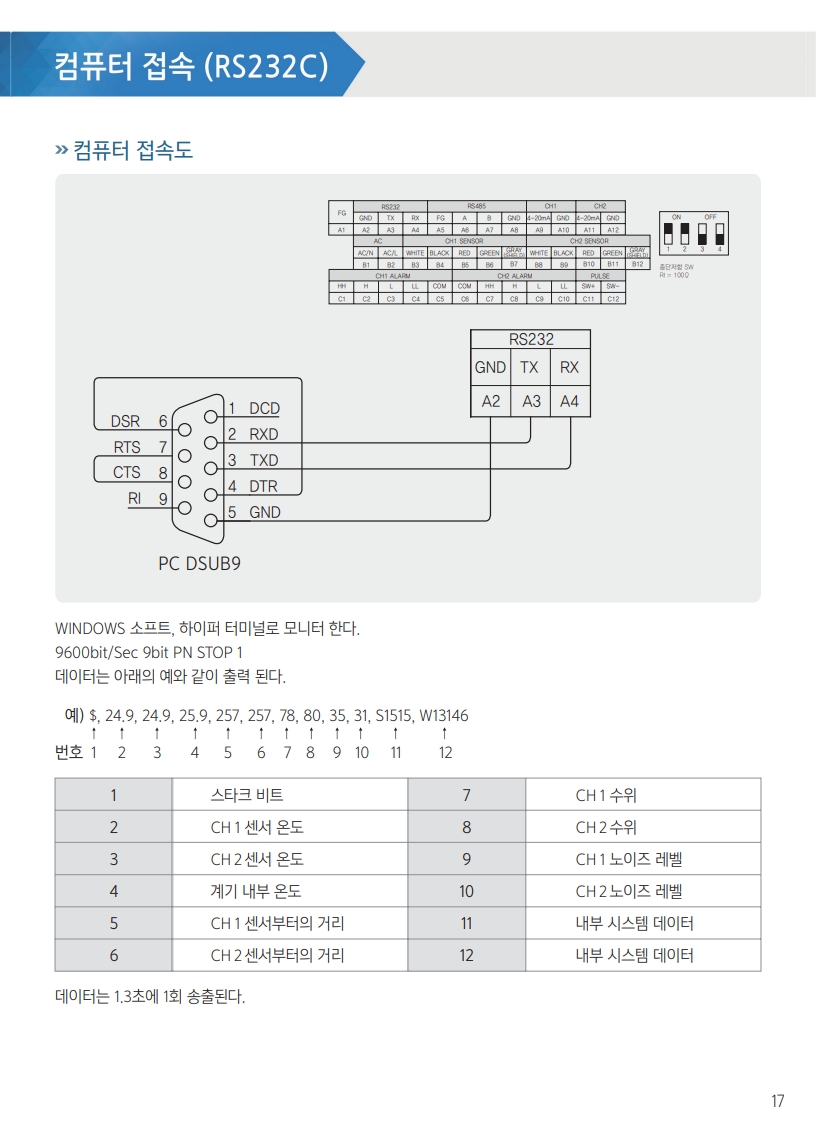 컴퓨터 접속 (RS232C)
» 컴퓨터 접속도
FG RS232 RS485 CH1 CH2
GND TX RX FG A B GND 4-20mA GND 4-20mA GND
A1 A2 A3 A4 A5 A6 A7 A8 A9 A10 A11 A12
AC CH1 SENSOR CH2 SENSOR
AC/N AC/L WHITE BLACK RED GREEN GRAY (SHIELD) WHITE BLACK RED GREEN GRAY (SHIELD)
B1 B2 B3 B4 B5 B6 B7 B8 B9 B10 B11 B12
CH1 ALARM CH2 ALARM PULSE
HH H L LL COM COM HH H L LL SW+ SW-
C1 C2 C3 C4 C5 C6 C7 C8 C9 C10 C11 C12
ON OFF
1 2 3 4
종단저항 SW
Rt = 100Ω
RS232
GND TX RX
A2 A3 A4
1 DCD
DSR 6
2 RXD
RTS 7
3 TXD
CTS 8
4 DTR
RI 9
5 GND
PC DSUB9
WINDOWS 소프트, 하이퍼 터미널로 모니터 한다.
9600bit/Sec 9bit PN STOP 1
데이터는 아래의 예와 같이 출력 된다.
예) $, 24.9, 24.9, 25.9, 257, 257, 78, 80, 35, 31, S1515, W13146
↑ ↑ ↑ ↑ ↑ ↑ ↑ ↑ ↑ ↑ ↑ ↑
번호 1 2 3 4 5 6 7 8 9 10 11 12
1 스타크 비트 7 CH 1 수위
2 CH 1 센서 온도 8 CH 2 수위
3 CH 2 센서 온도 9 CH 1 노이즈 레벨
4 계기 내부 온도 10 CH 2 노이즈 레벨
5 CH 1 센서부터의 거리 11 내부 시스템 데이터
6 CH 2 센서부터의 거리 12 내부 시스템 데이터
데이터는 1.3초에 1회 송출된다.
17